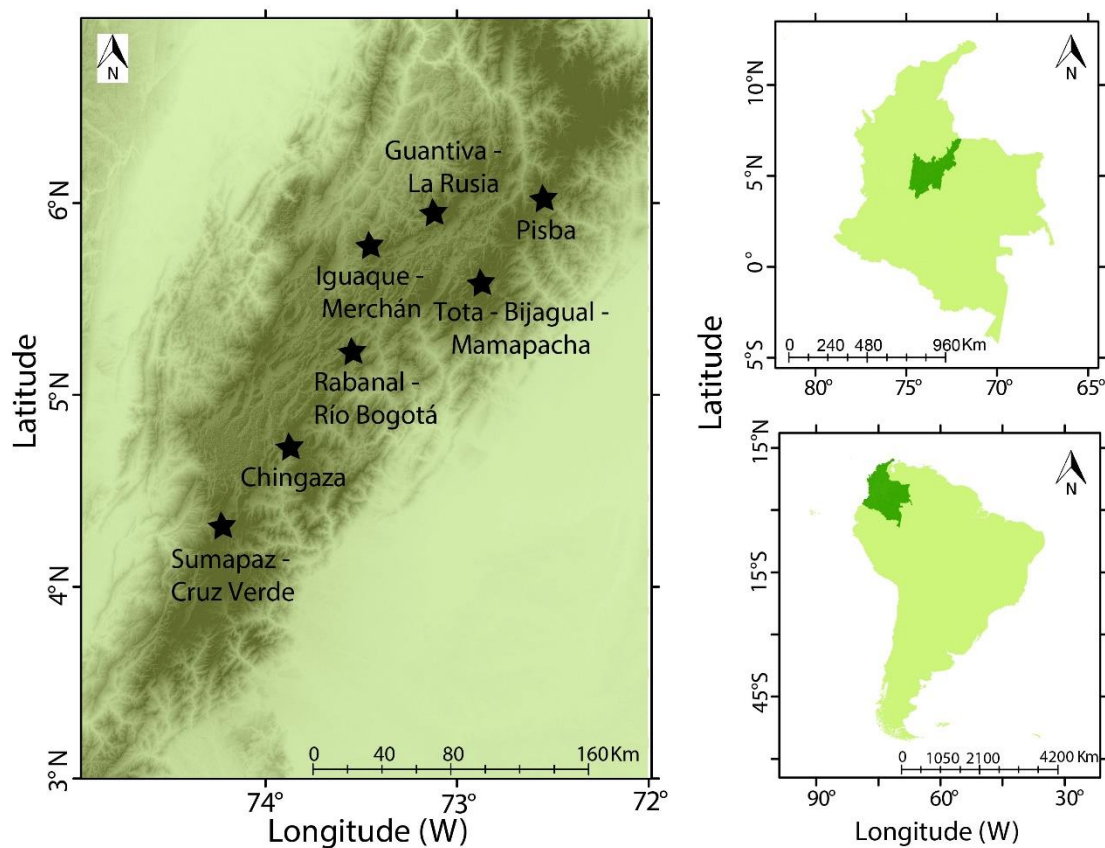 N
Guantiva -
La Rusia
Pisba
Iguaque -
Merchán
Tota - Bijagual -
Mamapacha
Rabanal -
Río Bogotá
Chingaza
Sumapaz -
Cruz Verde
Latitude
6°N
5°N
4°N
3°N
0 40 80 160 Km
74° 73° 72°
Longitude (W)
N
10°N
5°N
0°
5°S
0 240 480 960 Km
80° 75° 70° 65°
Latitude
N
15°N
15°S
45°S
0 1050 2100 4200 Km
90° 60° 30°
Longitude (W)